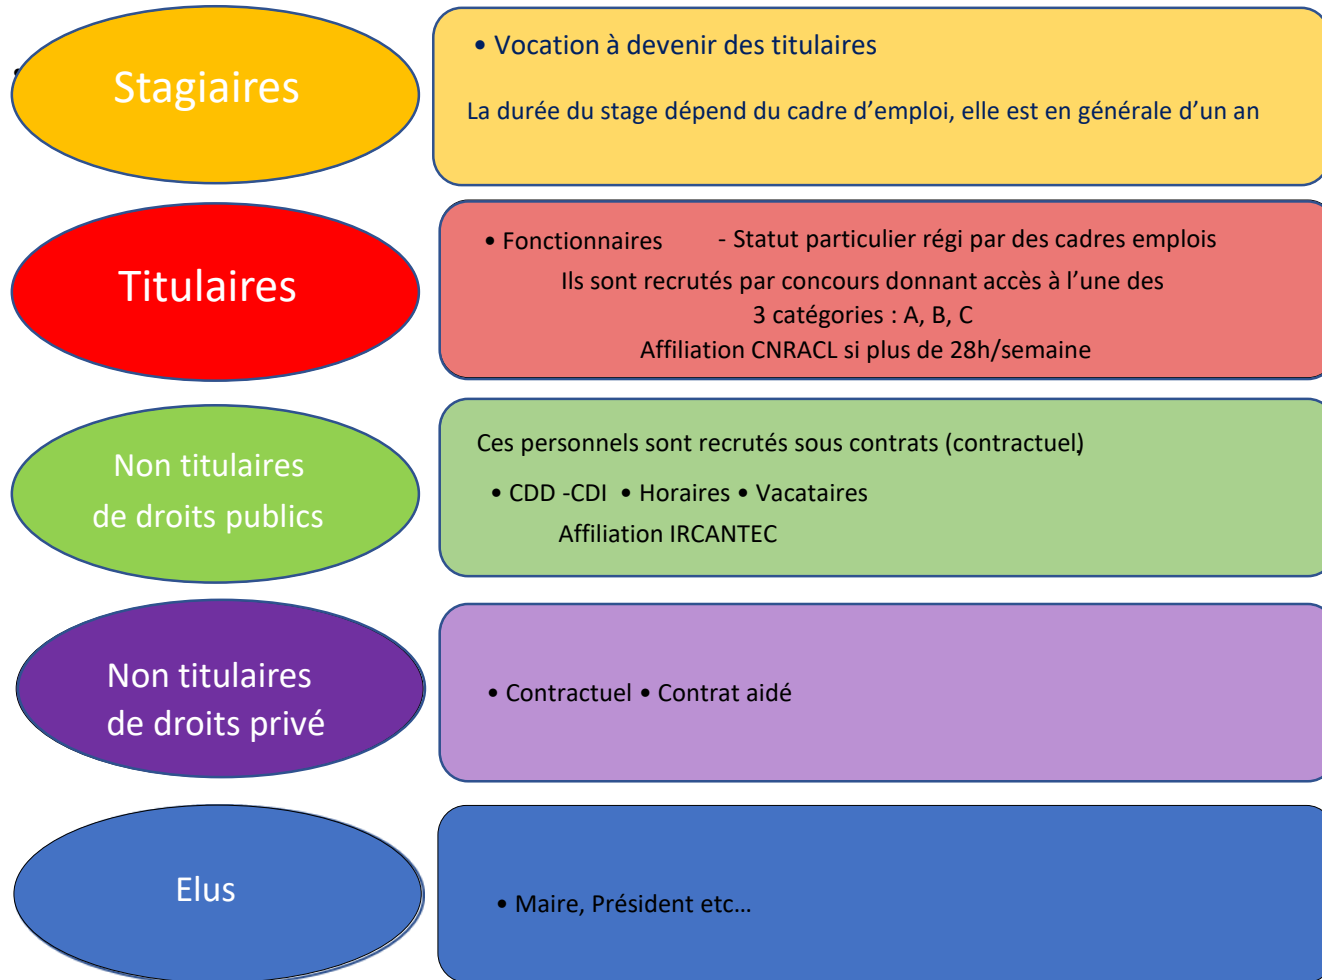 Stagiaires
• Vocation à devenir des titulaires
La durée du stage dépend du cadre d’emploi, elle est en générale d’un an
Titulaires
• Fonctionnaires - Statut particulier régi par des cadres emplois
Ils sont recrutés par concours donnant accès à l’une des
3 catégories : A, B, C
Affiliation CNRACL si plus de 28h/semaine
Non titulaires
de droits publics
Ces personnels sont recrutés sous contrats (contractuel)
• CDD -CDI • Horaires • Vacataires
Affiliation IRCANTEC
Non titulaires
de droits privé
• Contractuel • Contrat aidé
Elus
• Maire, Président etc…